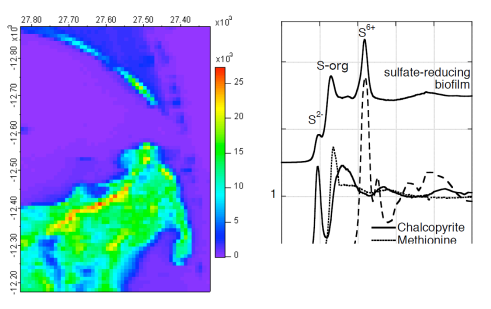 27.80 27.70 27.60 27.50 27.40
x10³
x10³
-12.80
-12.70
-12.60
-12.50
-12.40
-12.30
-12.20
25
20
15
10
5
0
S6+
S-org
sulfate-reducing
biofilm
S2-
1
Chalcopyrite
Methionine